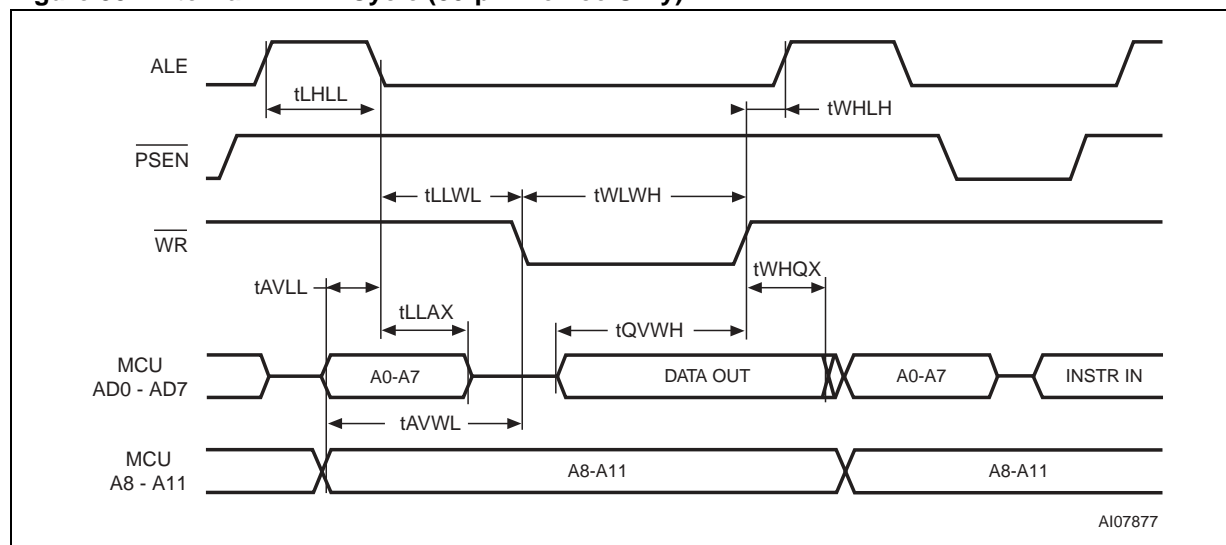 ALE
tLHLL
tWHLH
PSEN
tLLWL
tWLWH
WR
tWHQX
tAVLL
tLLAX
tQVWH
MCU
AD0 - AD7
A0-A7
DATA OUT
A0-A7
INSTR IN
tAVWL
MCU
A8 - A11
A8-A11
A8-A11
AI07877